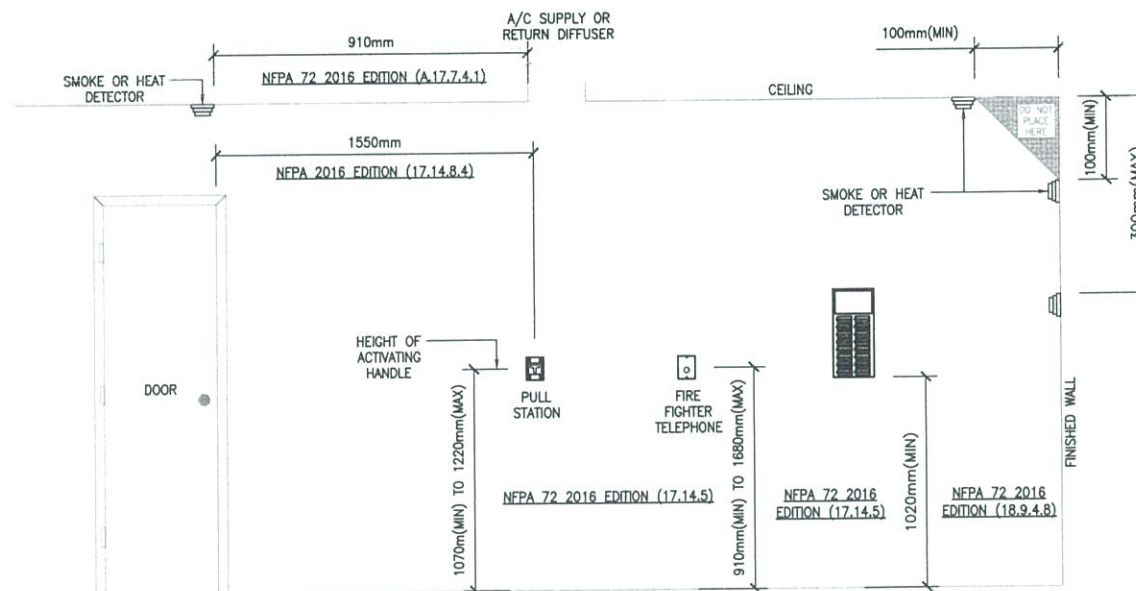 A/C SUPPLY OR
RETURN DIFFUSER
910mm
100mm(MIN)
NFPA 72 2016 EDITION (A.17.7.4.1)
SMOKE OR HEAT
DETECTOR
CEILING
DO NOT
PLACE
HERE
100mm(MIN)
300mm(MAX)
1550mm
NFPA 2016 EDITION (17.14.8.4)
SMOKE OR HEAT
DETECTOR
HEIGHT OF
ACTIVATING
HANDLE
DOOR
PULL
STATION
FIRE
FIGHTER
TELEPHONE
1070m(MIN) TO 1220mm(MAX)
910mm(MIN) TO 1680mm(MAX)
1020mm(MIN)
FINISHED WALL
NFPA 72 2016 EDITION (17.14.5)
NFPA 72 2016
EDITION (17.14.5)
NFPA 72 2016
EDITION (18.9.4.8)